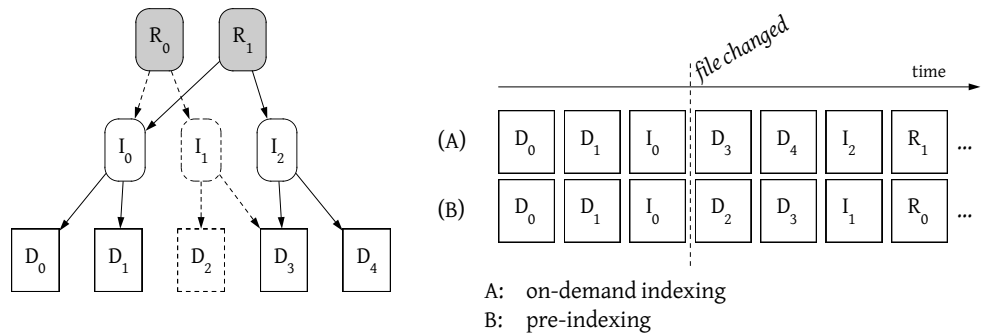 R₀ R₁
I₀ I₁ I₂
D₀ D₁ D₂ D₃ D₄
file changed
time
(A) D₀ D₁ I₀ D₃ D₄ I₂ R₁ ...
(B) D₀ D₁ I₀ D₂ D₃ I₁ R₀ ...
A: on-demand indexing
B: pre-indexing